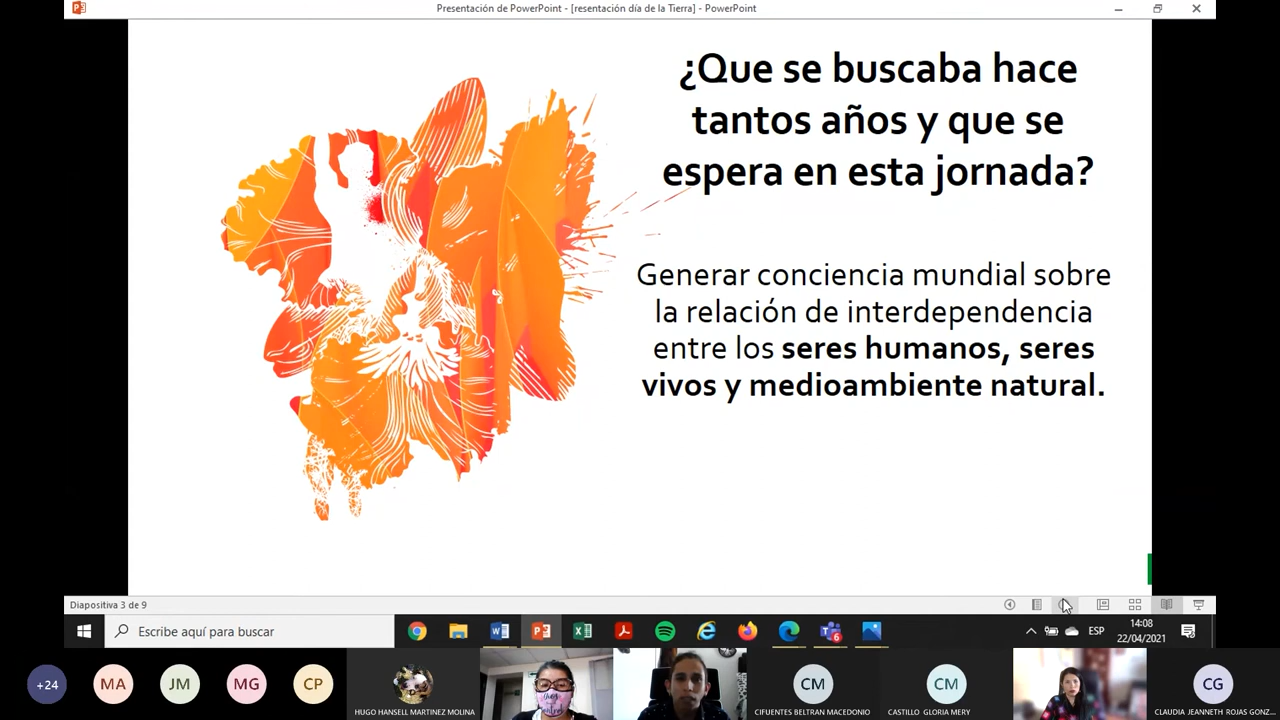 Presentación de PowerPoint - [resentación día de la Tierra] - PowerPoint
¿Que se buscaba hace
tantos años y que se
espera en esta jornada?
Generar conciencia mundial sobre
la relación de interdependencia
entre los seres humanos, seres
vivos y medioambiente natural.
Diapositiva 3 de 9
Escribe aquí para buscar
6
ESP
14:08
22/04/2021
+24
MA
JM
MG
CP
CM
CM
CG
HUGO HANSELL MARTINEZ MOLINA
CIFUENTES BELTRAN MACEDONIO
CASTILLO GLORIA MERY
CLAUDIA JEANNETH ROJAS GONZ...